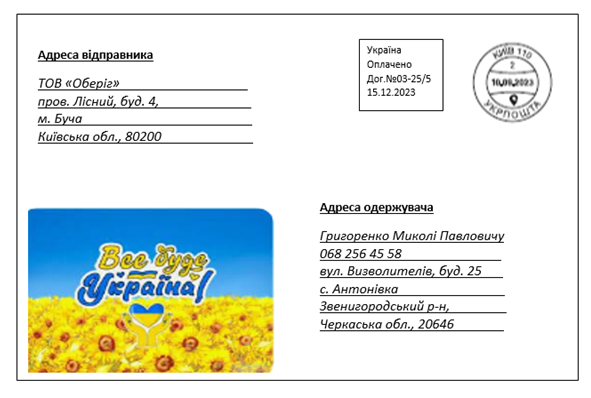 Адреса відправника
ТОВ «Оберіг»
пров. Лісний, буд. 4,
м. Буча
Київська обл., 80200
Україна
Оплачено
Дог.№03-25/5
15.12.2023
КИЇВ 110
2
10.09.2023
УКРПОШТА
Все буде
Україна!
Адреса одержувача
Григоренко Миколі Павловичу
068 256 45 58
вул. Визволителів, буд. 25
с. Антонівка
Звенигородський р-н,
Черкаська обл., 20646